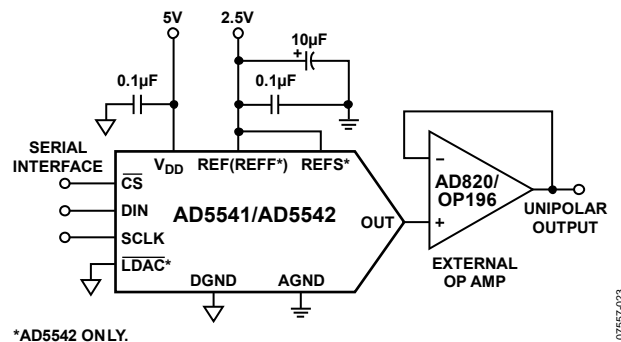 5V
2.5V
10µF
+
0.1µF
0.1µF
SERIAL
INTERFACE
VDD
REF(REFF*)
REFS*
CS
DIN
SCLK
LDAC*
AD5541/AD5542
OUT
DGND
AGND
−
+
AD820/
OP196
UNIPOLAR
OUTPUT
EXTERNAL
OP AMP
*AD5542 ONLY.
07557-023